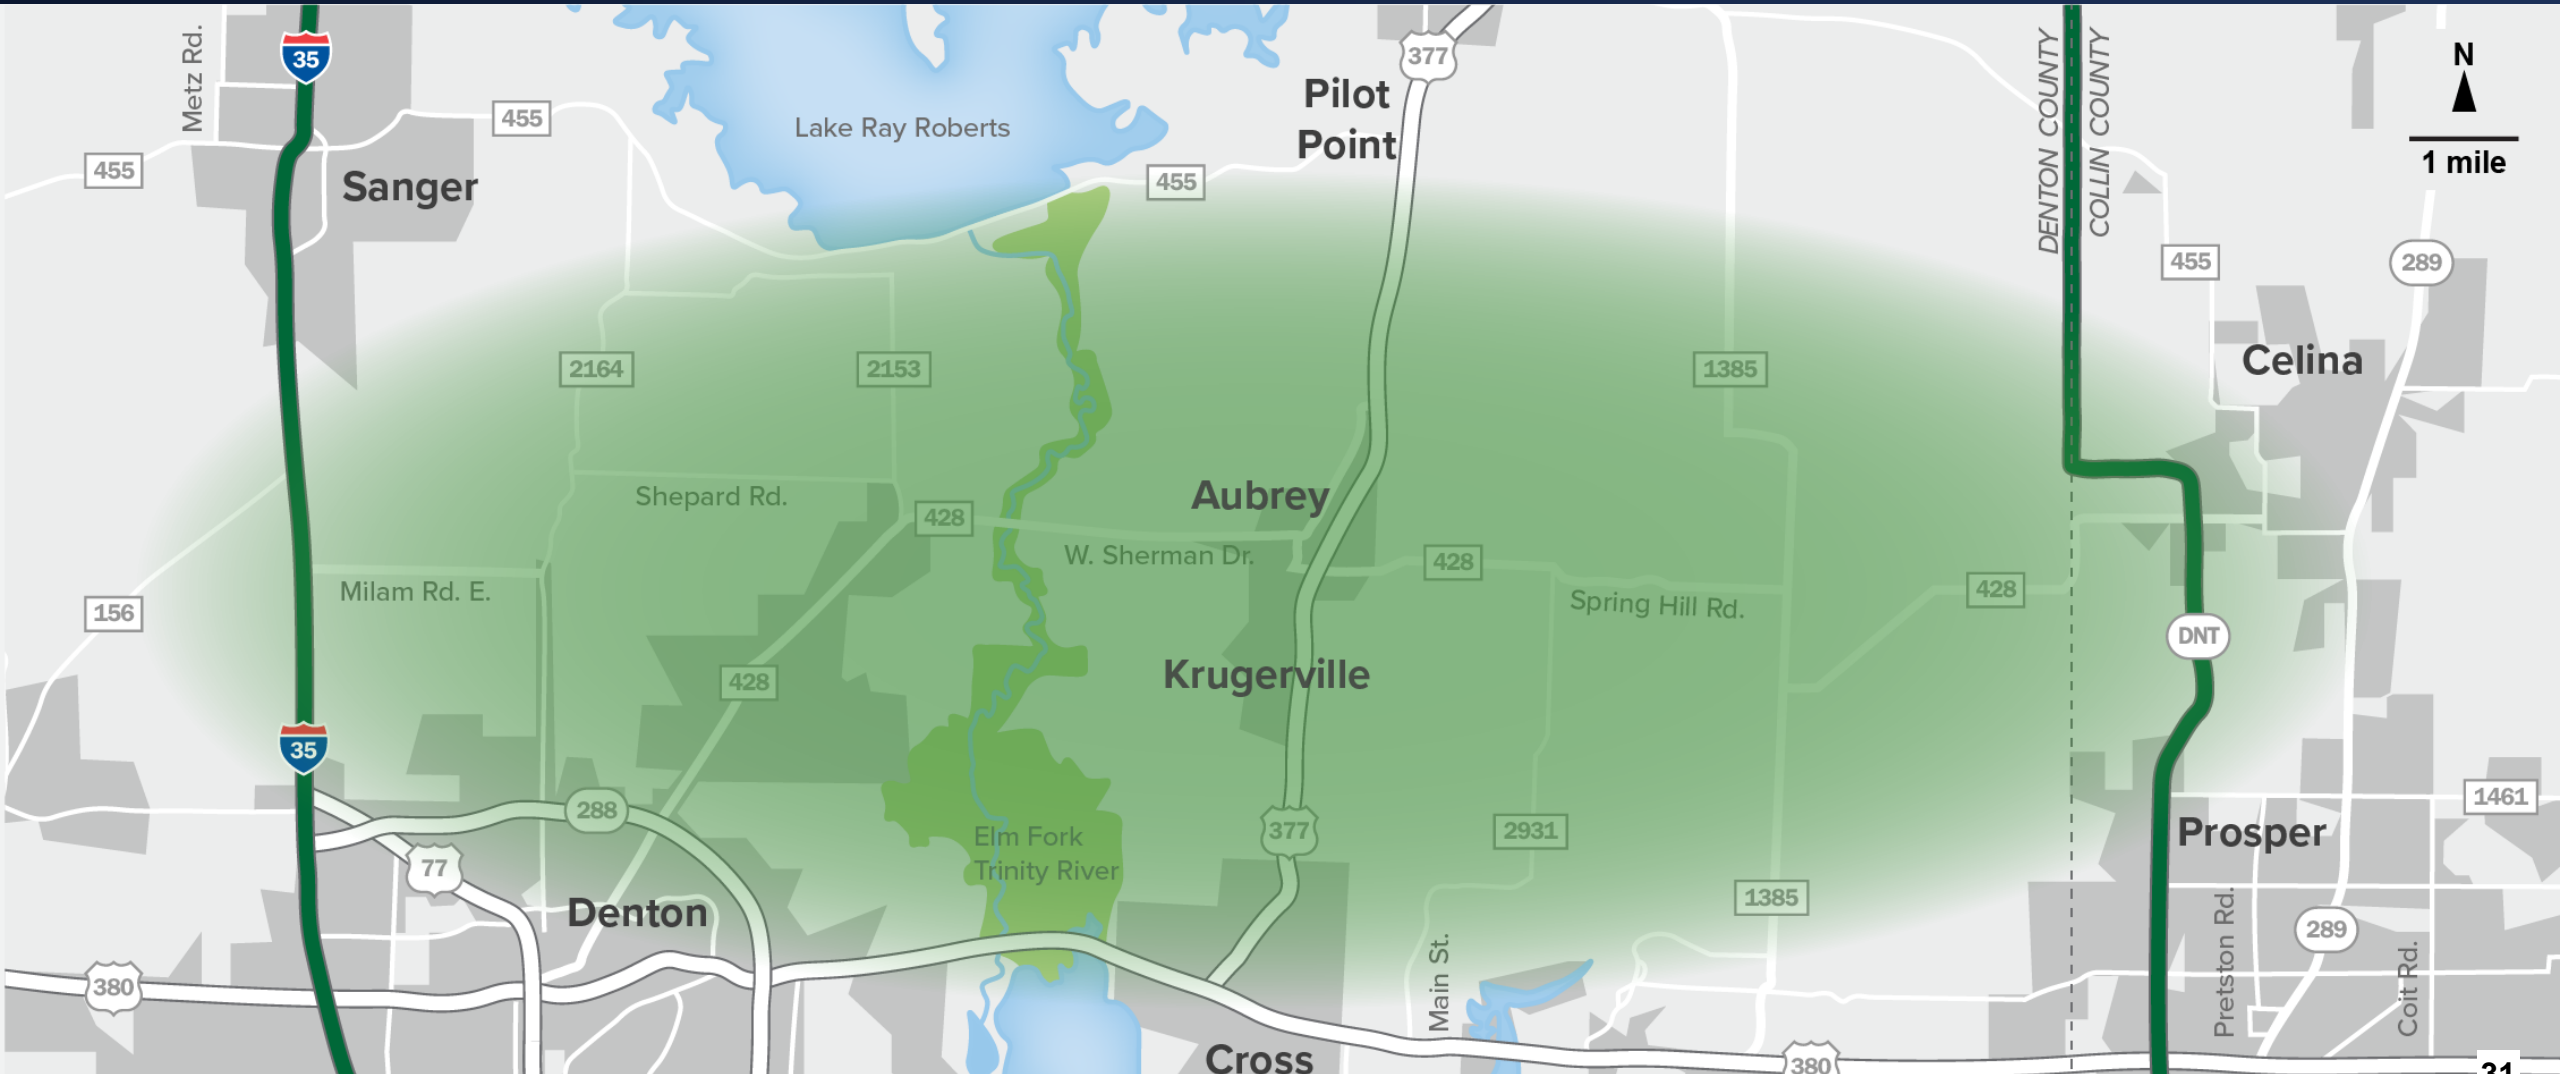 Metz Rd.
35
455
455
Sanger
Lake Ray Roberts
455
Pilot
Point
377
DENTON COUNTY
COLLIN COUNTY
N
1 mile
455
289
Celina
2164
2153
1385
Shepard Rd.
428
W. Sherman Dr.
Aubrey
428
Spring Hill Rd.
428
Milam Rd. E.
156
428
Krugerville
DNT
35
288
77
Denton
Elm Fork
Trinity River
377
2931
1385
1461
Prosper
Pretston Rd.
289
Coit Rd.
Main St.
380
Cross
380
31